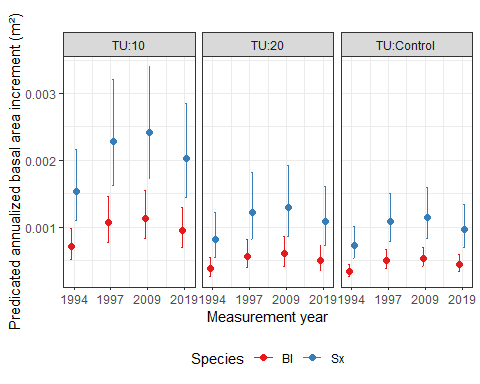 Predicated annualized basal area increment (m²)
TU:10 TU:20 TU:Control
0.003
0.002
0.001
1994 1997 2009 2019 1994 1997 2009 2019 1994 1997 2009 2019
Measurement year
Species Bl Sx